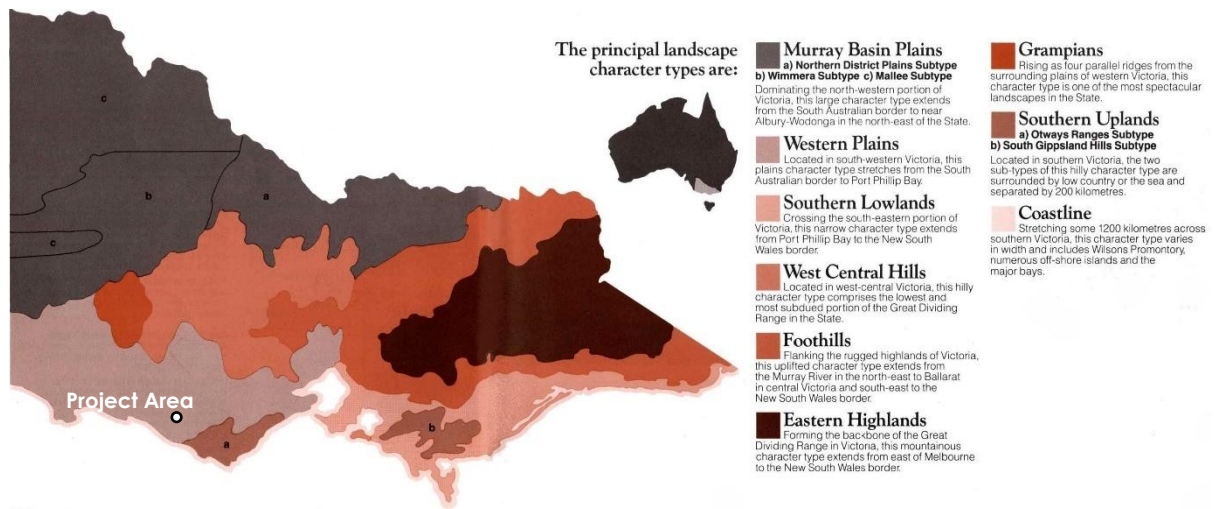 c
b
a
c
Project Area
a
b
The principal landscape
character types are:
Murray Basin Plains
a) Northern District Plains Subtype
b) Wimmera Subtype c) Mallee Subtype
Dominating the north-western portion of
Victoria, this large character type extends
from the South Australian border to near
Albury-Wodonga in the north-east of the State.
Western Plains
Located in south-western Victoria, this
plains character type stretches from the South
Australian border to Port Phillip Bay.
Southern Lowlands
Crossing the south-eastern portion of
Victoria, this narrow character type extends
from Port Phillip Bay to the New South
Wales border.
West Central Hills
Located in west-central Victoria, this hilly
character type comprises the lowest and
most subdued portion of the Great Dividing
Range in the State.
Foothills
Flanking the rugged highlands of Victoria,
this uplifted character type extends from
the Murray River in the north-east to Ballarat
in central Victoria and south-east to the
New South Wales border.
Eastern Highlands
Forming the backbone of the Great
Dividing Range in Victoria, this mountainous
character type extends from east of Melbourne
to the New South Wales border.
Grampians
Rising as four parallel ridges from the
surrounding plains of western Victoria, this
character type is one of the most spectacular
landscapes in the State.
Southern Uplands
a) Otways Ranges Subtype
b) South Gippsland Hills Subtype
Located in southern Victoria, the two
sub-types of this hilly character type are
surrounded by low country or the sea and
separated by 200 kilometres.
Coastline
Stretching some 1200 kilometres across
southern Victoria, this character type varies
in width and includes Wilsons Promontory,
numerous off-shore islands and the
major bays.